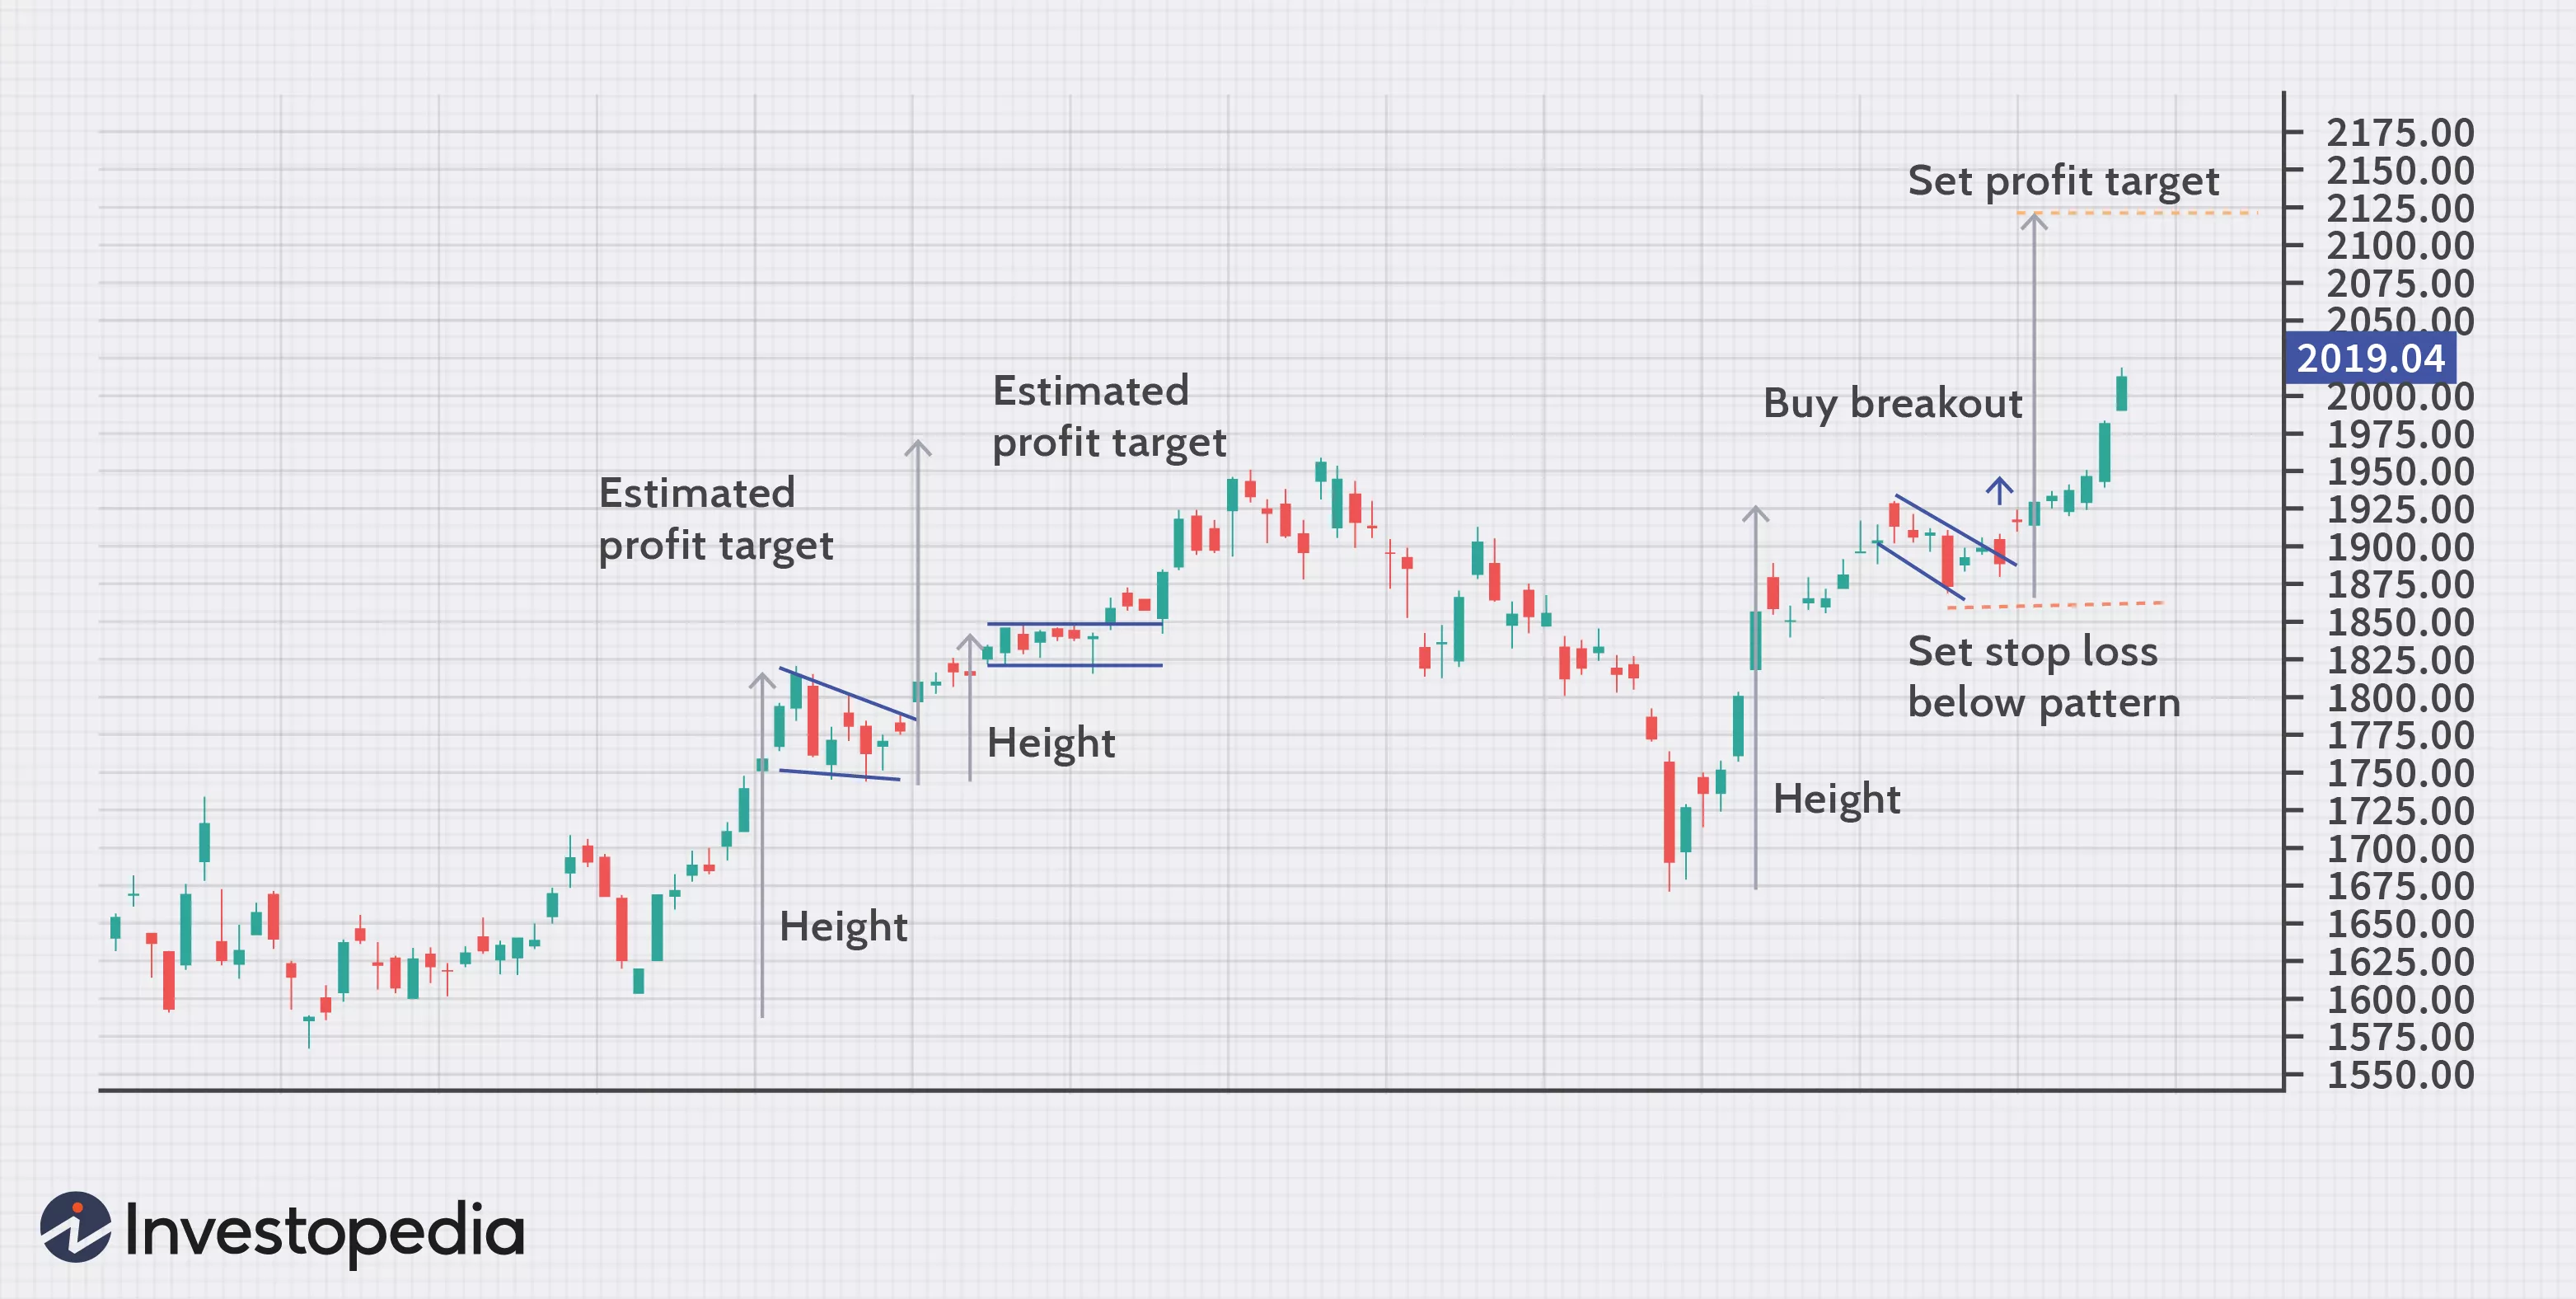 Set profit target
Estimated
profit target
Buy breakout
Estimated
profit target
Height
Set stop loss
below pattern
Height
Height
2175.00
2150.00
2125.00
2100.00
2075.00
2050.00
2019.04
2000.00
1975.00
1950.00
1925.00
1900.00
1875.00
1850.00
1825.00
1800.00
1775.00
1750.00
1725.00
1700.00
1675.00
1650.00
1625.00
1600.00
1575.00
1550.00
Investopedia